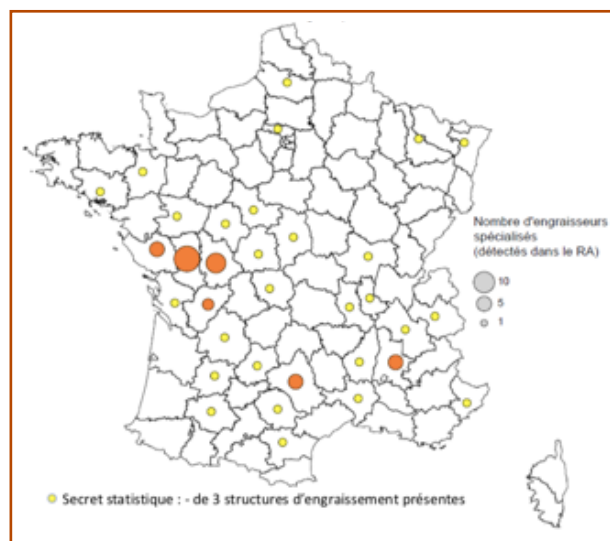 Nombre d'engraisseurs
spécialisés
(détectés dans le RA)
10
5
1
Secret statistique : - de 3 structures d'engraissement présentes